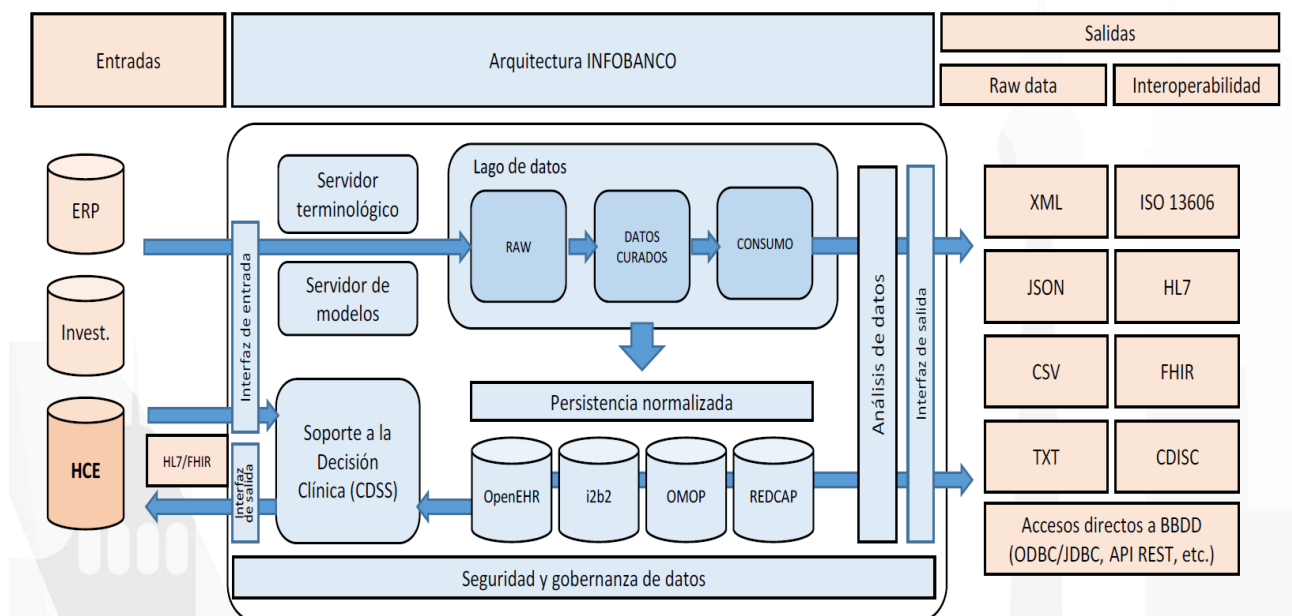 Entradas
Arquitectura INFOBANCO
Salidas
Raw data
Interoperabilidad
ERP
Invest.
HCE
HL7/FHIR
Interfaz de entrada
Interfaz
de salida
Servidor
terminológico
Servidor de
modelos
Soporte a la
Decisión
Clínica (CDSS)
Lago de datos
RAW
DATOS
CURADOS
CONSUMO
Persistencia normalizada
OpenEHR
i2b2
OMOP
REDCAP
Análisis de datos
Interfaz de salida
Seguridad y gobernanza de datos
XML
ISO 13606
JSON
HL7
CSV
FHIR
TXT
CDISC
Accesos directos a BBDD
(ODBC/JDBC, API REST, etc.)